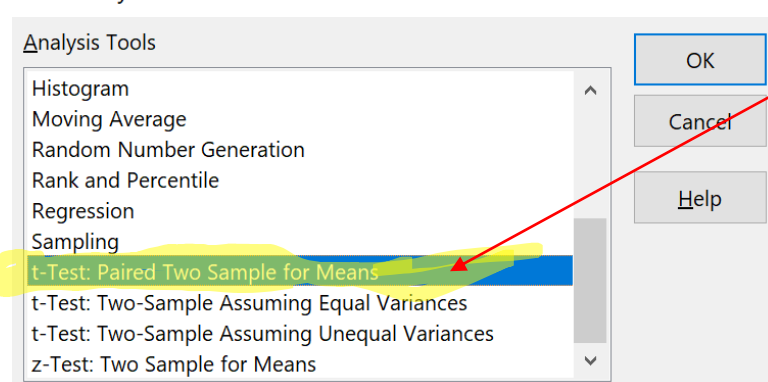 Analysis Tools
OK
Histogram
Moving Average
Cancel
Random Number Generation
Rank and Percentile
Help
Regression
Sampling
t-Test: Paired Two Sample for Means
t-Test: Two-Sample Assuming Equal Variances
t-Test: Two-Sample Assuming Unequal Variances
z-Test: Two Sample for Means